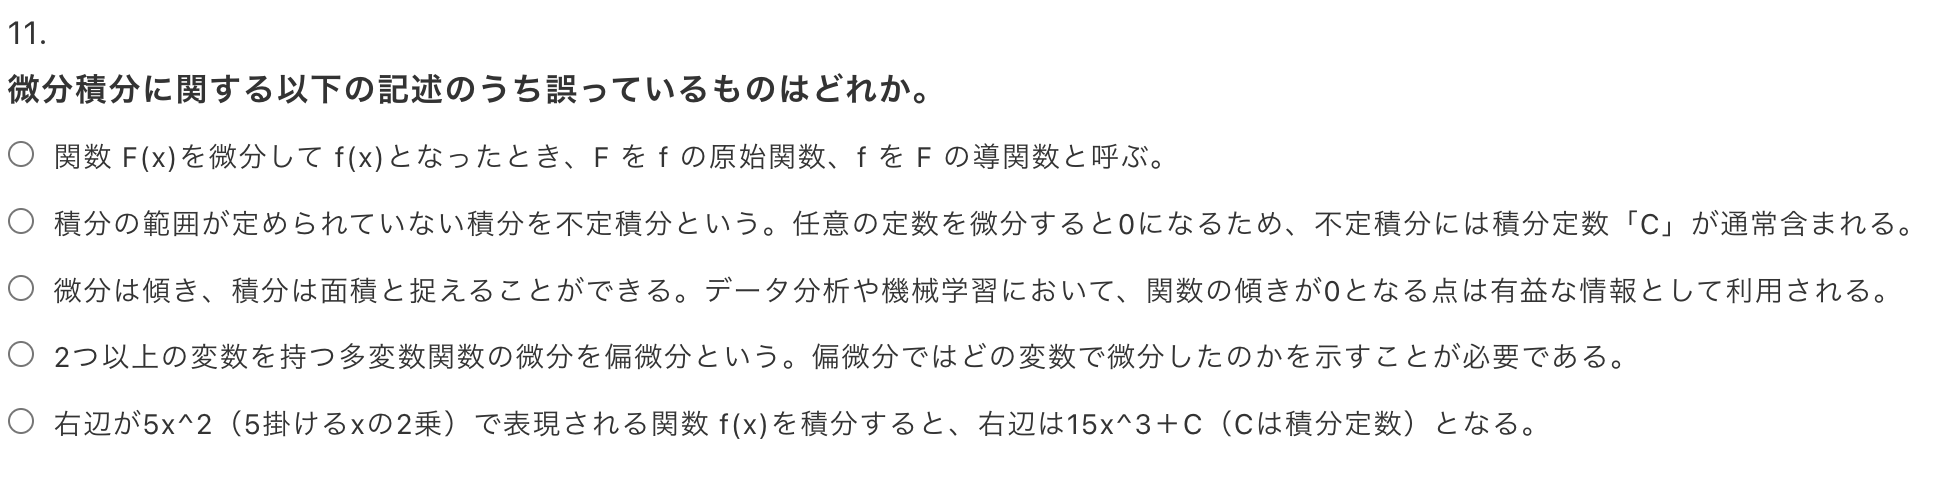 11.
微分積分に関する以下の記述のうち誤っているものはどれか。
関数 F(x)を微分して f(x)となったとき、F を f の原始関数、f を F の導関数と呼ぶ。
積分の範囲が定められていない積分を不定積分という。任意の定数を微分すると0になるため、不定積分には積分定数「C」が通常含まれる。
微分は傾き、積分は面積と捉えることができる。データ分析や機械学習において、関数の傾きが0となる点は有益な情報として利用される。
2つ以上の変数を持つ多変数関数の微分を偏微分という。偏微分ではどの変数で微分したのかを示すことが必要である。
右辺が5x^2（5掛けるxの2乗）で表現される関数 f(x)を積分すると、右辺は15x^3＋C（Cは積分定数）となる。